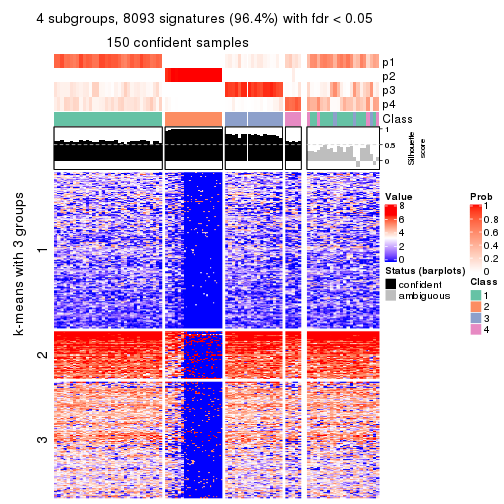 4 subgroups, 8093 signatures (96.4%) with fdr < 0.05
150 confident samples
p1
p2
p3
p4
Class
1
0.5
0
Silhouette
score
k-means with 3 groups
1
2
3
Value
8
6
4
2
0
Status (barplots)
confident
ambiguous
Prob
1
0.8
0.6
0.4
0.2
0
Class
1
2
3
4